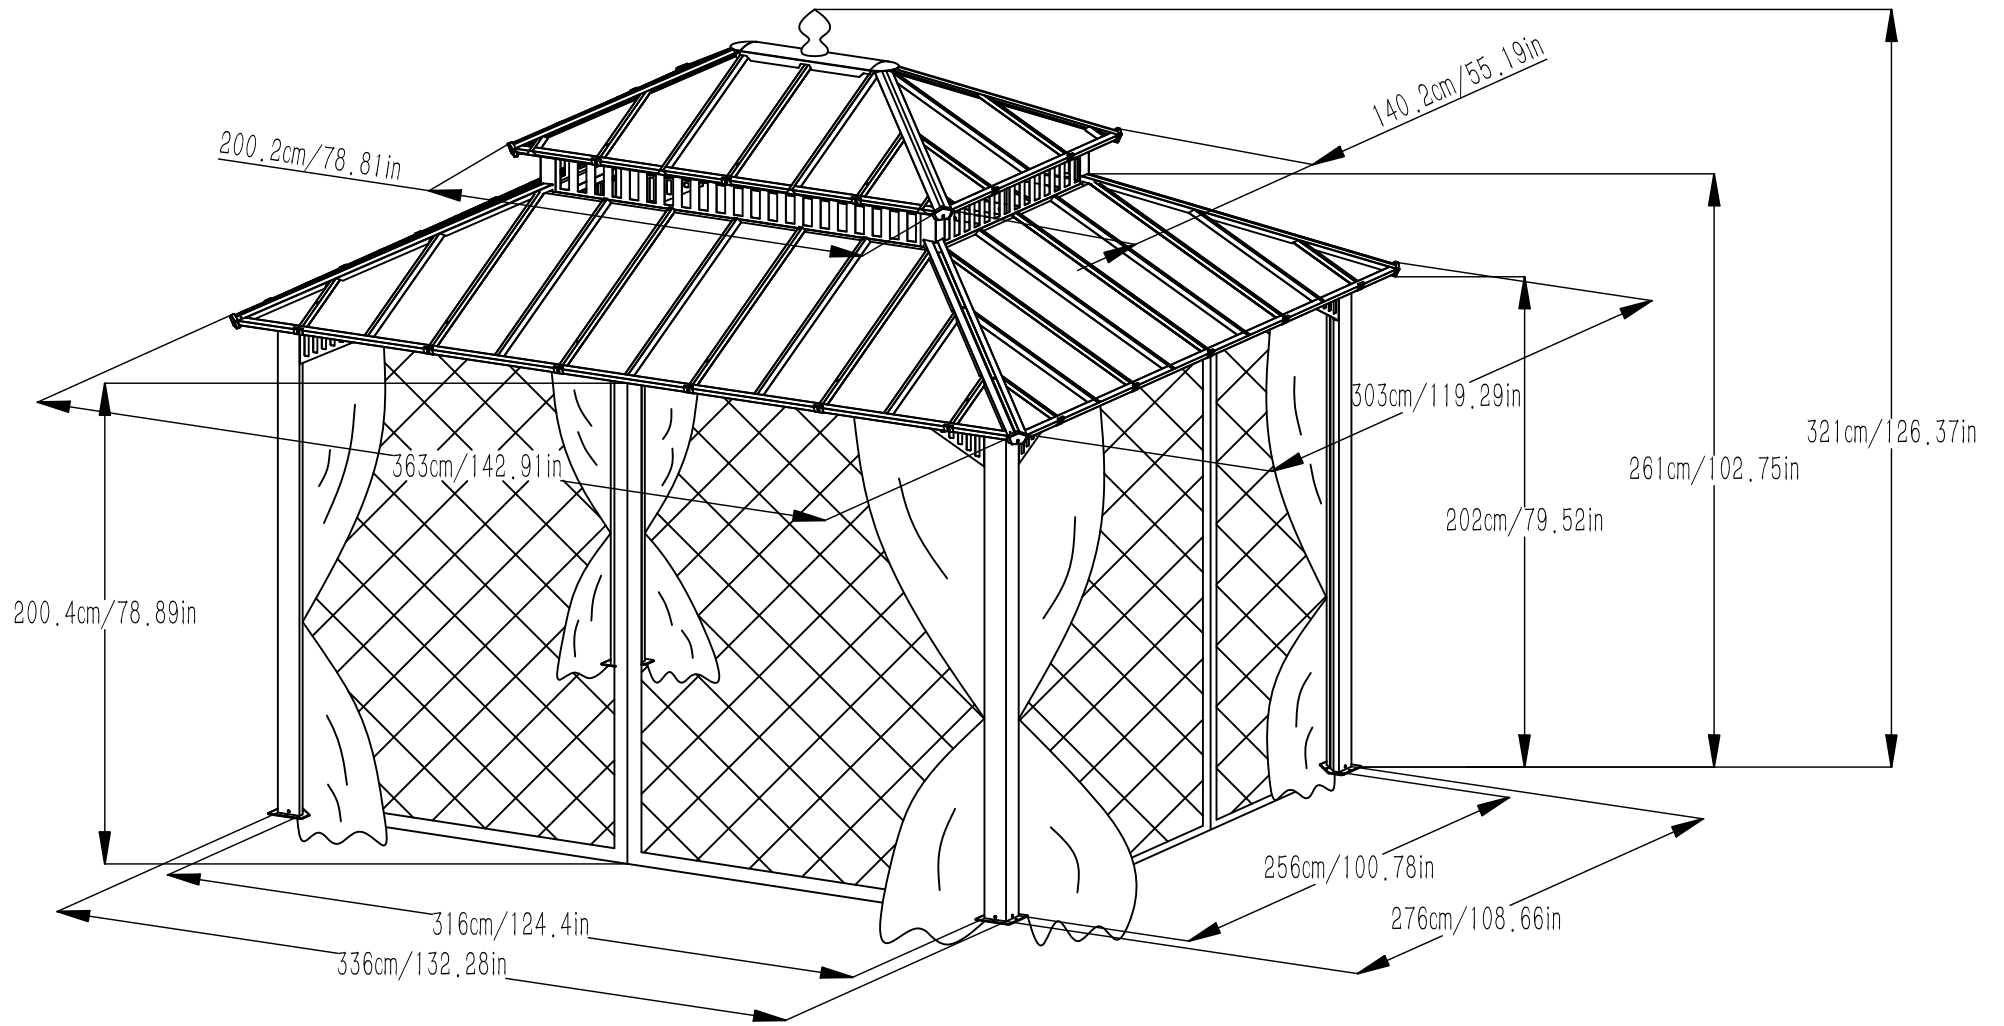 140.2cm/55.19in
200.2cm/78.81in
303cm/119.29in
321cm/126.37in
363cm/142.91in
261cm/102.75in
202cm/79.52in
200.4cm/78.89in
256cm/100.78in
316cm/124.4in
276cm/108.66in
336cm/132.28in